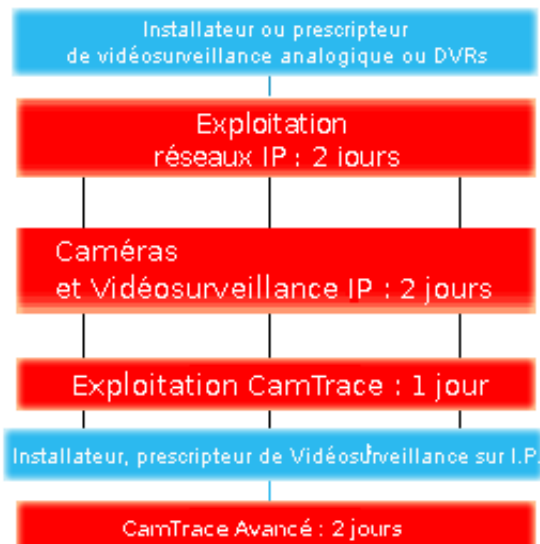 Installateur ou prescripteur
de vidéosurveillance analogique ou DVRs
Exploitation
réseaux IP : 2 jours
Caméras
et Vidéosurveillance IP : 2 jours
Exploitation CamTrace : 1 jour
Installateur, prescripteur de Vidéosurveillance sur I.P.
CamTrace Avancé : 2 jours